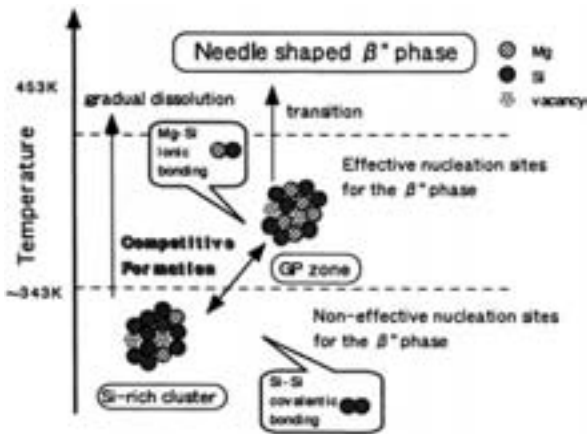 Needle shaped β" phase
Mg
Si
vacancy
453K
gradual dissolution
transition
Mg-Si
Ionic
bonding
Effective nucleation sites
for the β" phase
Temperature
Competitive
Formation
GP zone
~343K
Non-effective nucleation sites
for the β" phase
Si-rich cluster
Si-Si
covalentic
bonding